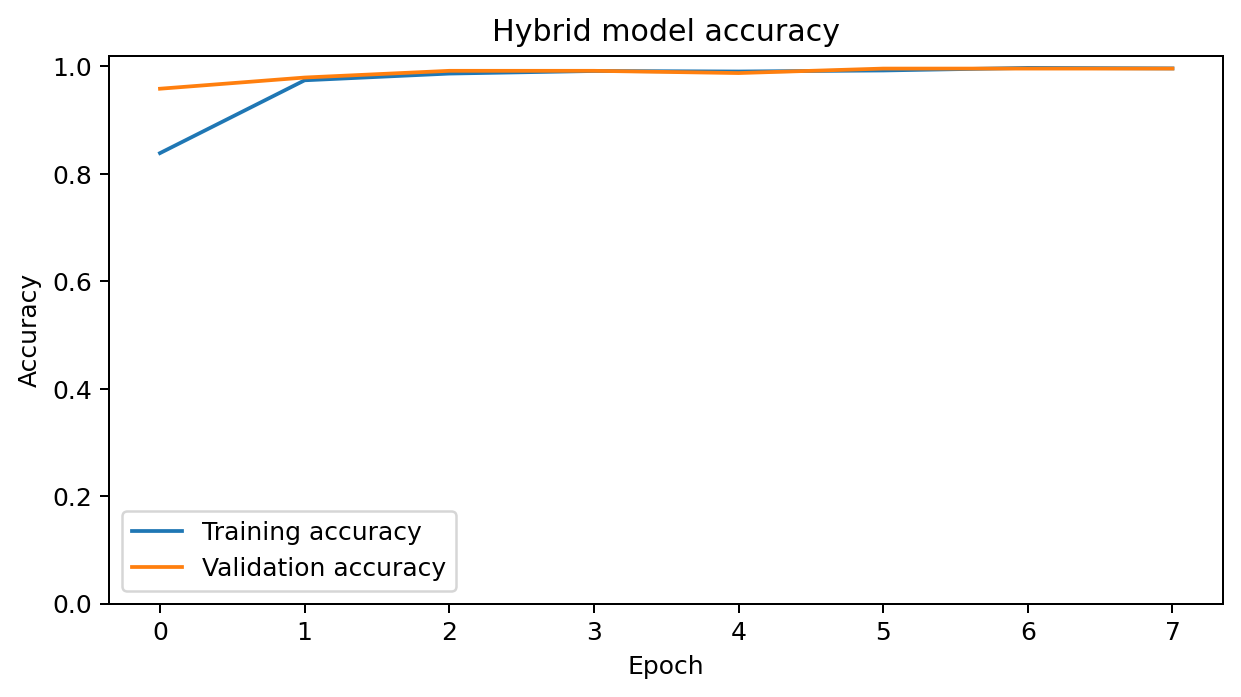 Hybrid model accuracy
1.0
0.8
0.6
0.4
0.2
0.0
Accuracy
Training accuracy
Validation accuracy
0 1 2 3 4 5 6 7
Epoch